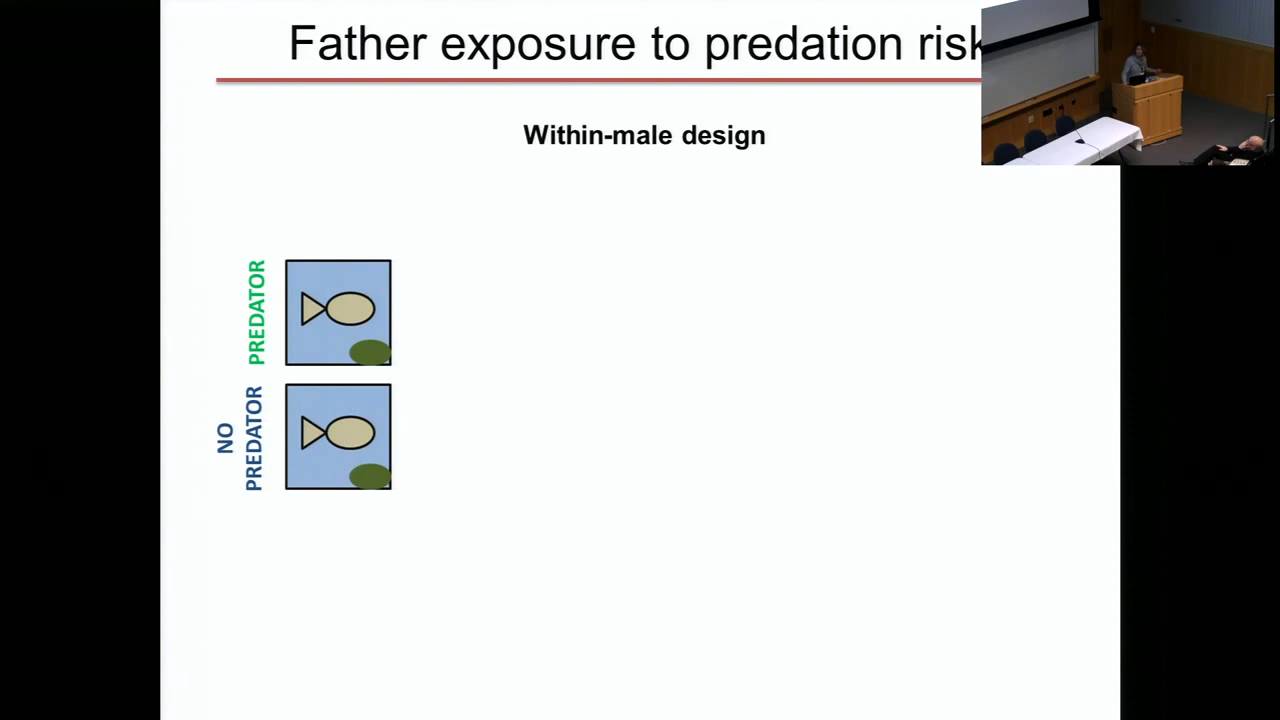 Father exposure to predation risk
Within-male design
PREDATOR
NO
PREDATOR